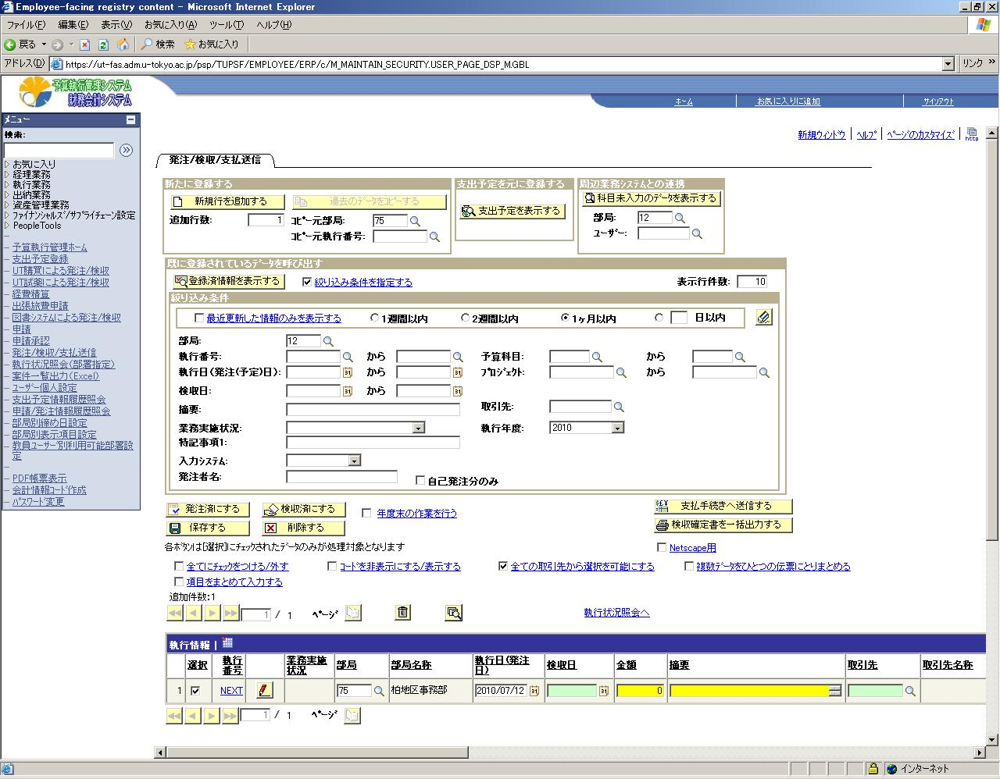 Employee-facing registry content - Microsoft Internet Explorer
ファイル(F) 編集(E) 表示(V) お気に入り(A) ツール(T) ヘルプ(H)
戻る 検索 お気に入り
アドレス(D) https://ut-fas.adm.u-tokyo.ac.jp/psp/TUPSF/EMPLOYEE/ERP/c/M_MAINTAIN_SECURITY.USER_PAGE_DSP_M.GBL リンク »
予算執行管理システム
財務会計システム
ホーム お気に入りに追加 サインアウト
メニュー
検索:
お気に入り
経理業務
執行業務
出納業務
資産管理業務
ファイナンシャルズ/サプライチェーン設定
PeopleTools
予算執行管理ホーム
支出予定登録
UT購買による発注/検収
UT試薬による発注/検収
経費精算
出張旅費申請
図書システムによる発注/検収
申請
申請承認
発注/検収/支払送信
執行状況照会(部署指定)
案件一覧出力(Excel)
ユーザー個人設定
支出予定情報履歴照会
申請/発注情報履歴照会
部局別締め日設定
部局別表示項目設定
教員ユーザー別利用可能部署設定
PDF帳票表示
会計情報コード作成
パスワード変更
新規ウィンドウ | ヘルプ | ページのカスタマイズ | http
発注/検収/支払送信
新たに登録する
新規行を追加する 過去のデータをコピーする
追加行数: 1 コピー元部局: 75
コピー元執行番号:
支出予定を元に登録する
支出予定を表示する
周辺業務システムとの連携
科目未入力のデータを表示する
部局: 12
ユーザー:
既に登録されているデータを呼び出す
登録済情報を表示する 絞り込み条件を指定する 表示行件数: 10
絞り込み条件
最近更新した情報のみを表示する 1週間以内 2週間以内 1ヶ月以内 日以内
部局: 12
執行番号: から 予算科目: から
執行日(発注(予定)日): から プロジェクト: から
検収日: から
摘要: 取引先:
業務実施状況: 執行年度: 2010
特記事項1:
入力システム:
発注者名: 自己発注分のみ
発注済にする 検収済にする 年度末の作業を行う 支払手続きへ送信する
保存する 削除する 検収確定書を一括出力する
各ボタンは[選択]にチェックされたデータのみが処理対象となります Netscape用
全てにチェックをつける/外す コードを非表示にする/表示する 全ての取引先から選択を可能にする 複数データをひとつの伝票にとりまとめる
項目をまとめて入力する
追加件数:1
1 / 1 ページ 執行状況照会へ
執行情報 |
選択 執行番号 業務実施状況 部局 部局名称 執行日(発注日) 検収日 金額 摘要 取引先 取引先名称
1 NEXT 75 柏地区事務部 2010/07/12 0
1 / 1 ページ
インターネット